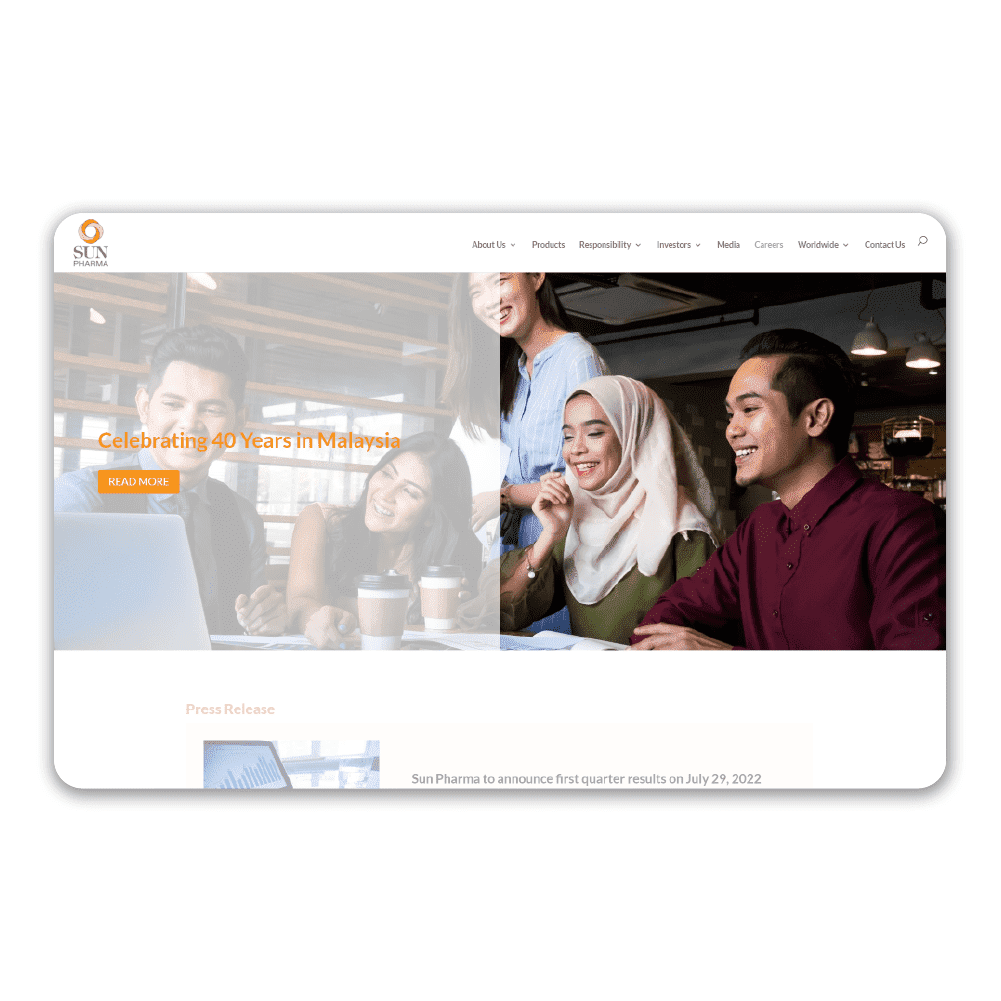 SUN
PHARMA
About Us
Products
Responsibility
Investors
Media
Careers
Worldwide
Contact Us
Celebrating 40 Years in Malaysia
READ MORE
Press Release
Sun Pharma to announce first quarter results on July 29, 2022